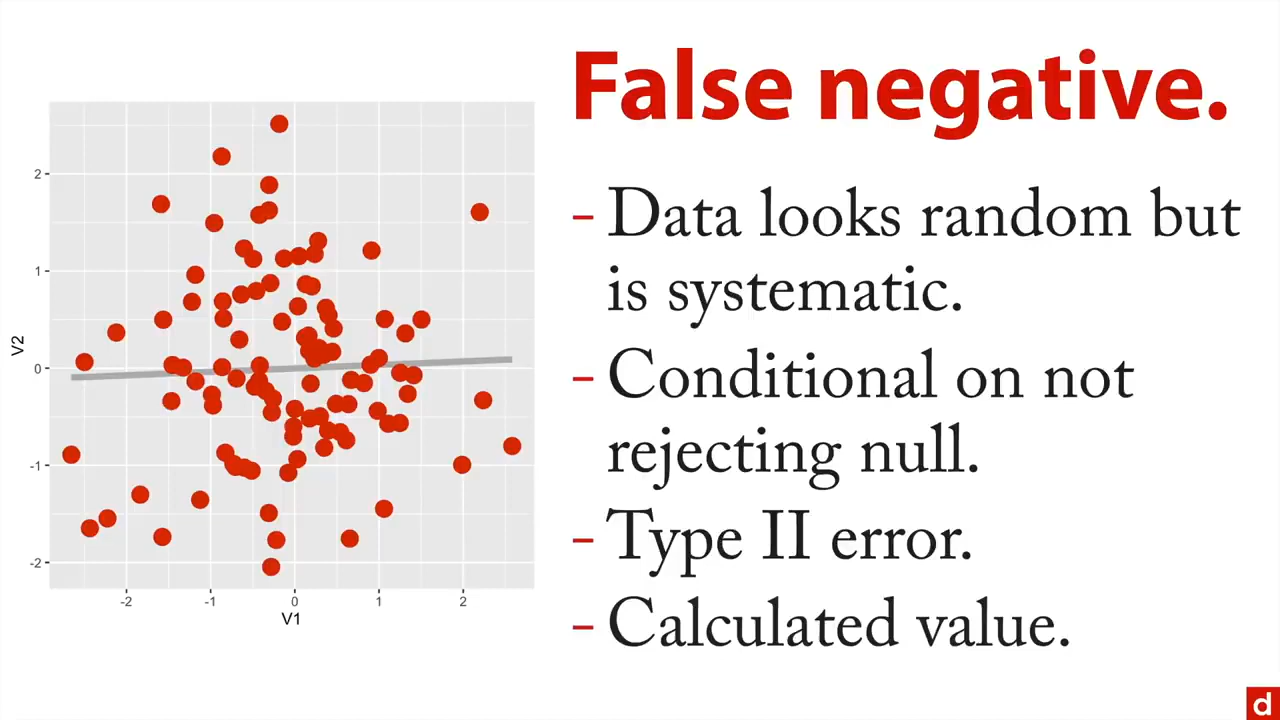 False negative.
– Data looks random but
is systematic.
– Conditional on not
rejecting null.
– Type II error.
– Calculated value.
V2
2
1
0
-1
-2
-2 -1 0 1 2
V1
d